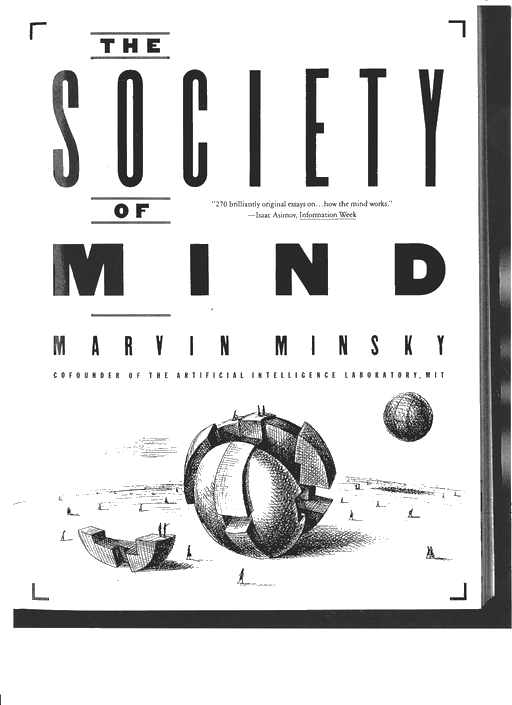 THE
SOCIETY
OF
"270 brilliantly original essays on...how the mind works."
—Isaac Asimov, Information Week
MIND
MARVIN MINSKY
COFOUNDER OF THE ARTIFICIAL INTELLIGENCE LABORATORY, MIT